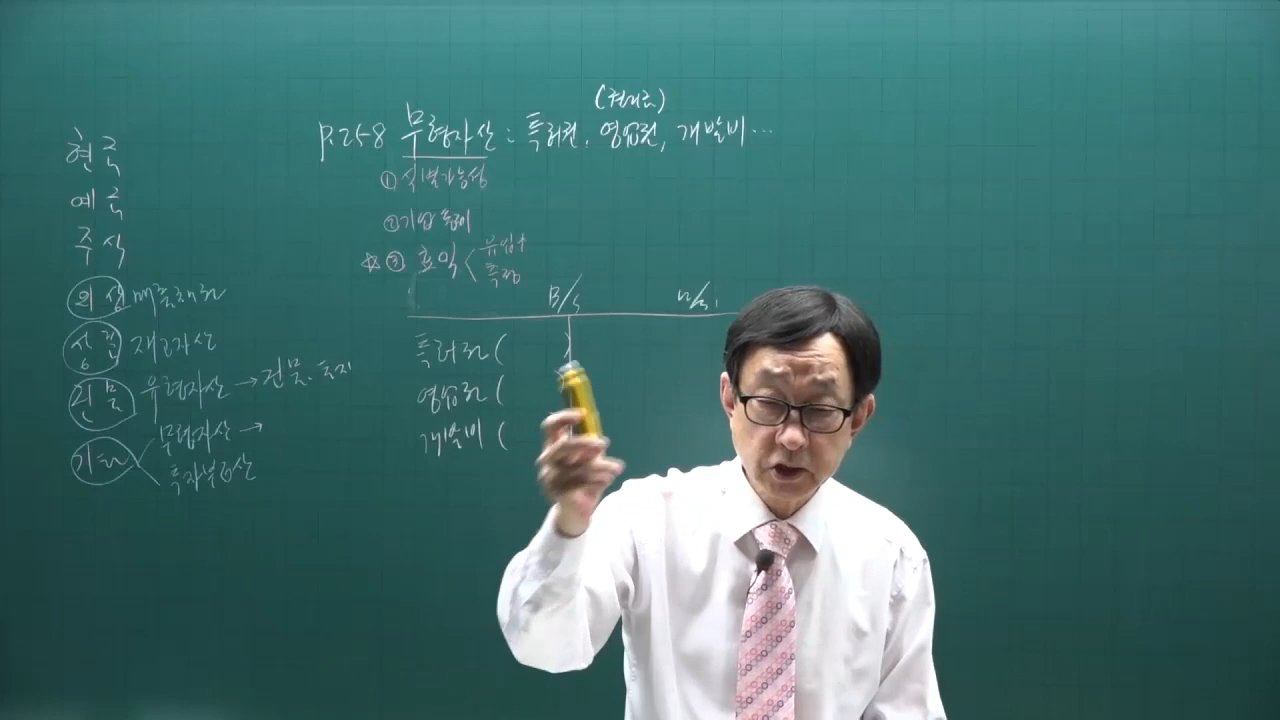 현금
예금
주식
외상 매출채권
상품 재고자산
건물 유형자산 → 건물. 토지
기타 < 무형자산 →
투자부동산
(권리금)
P.258 무형자산 : 특허권, 영업권, 개발비 ...
① 식별가능성
② 기업 통제
☆③ 효익 < 유입↑
측정
B/S
특허권 (
영업권 (
개발비 (